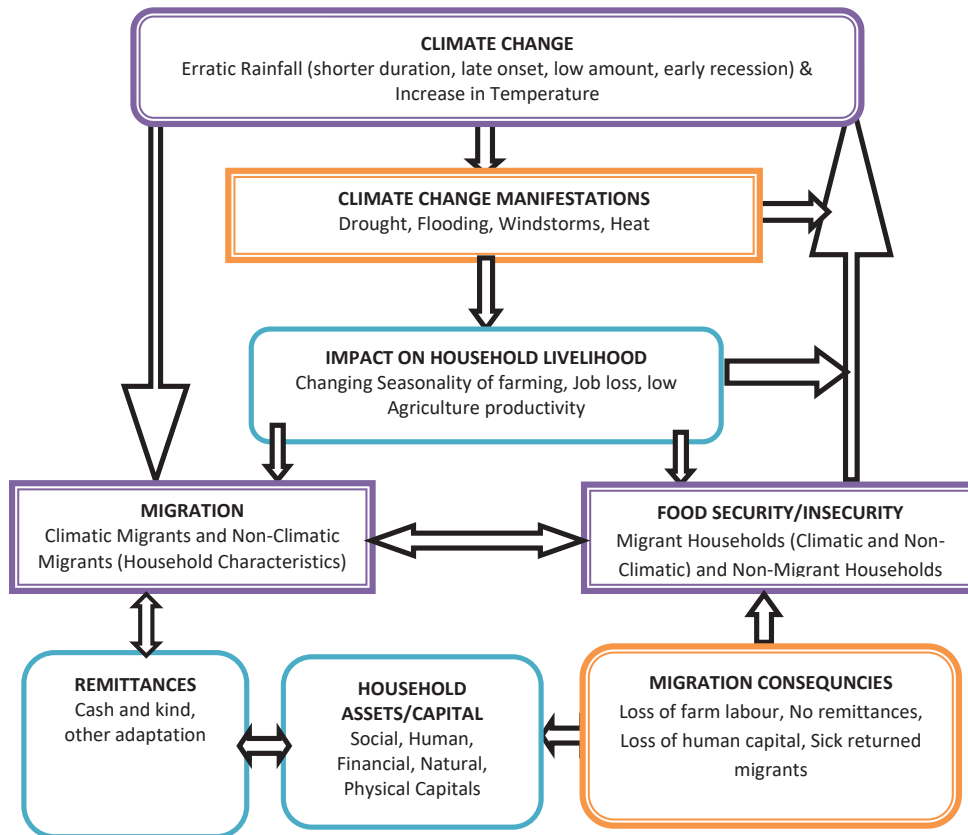 CLIMATE CHANGE
Erratic Rainfall (shorter duration, late onset, low amount, early recession) &
Increase in Temperature
CLIMATE CHANGE MANIFESTATIONS
Drought, Flooding, Windstorms, Heat
IMPACT ON HOUSEHOLD LIVELIHOOD
Changing Seasonality of farming, Job loss, low
Agriculture productivity
MIGRATION
Climatic Migrants and Non-Climatic
Migrants (Household Characteristics)
FOOD SECURITY/INSECURITY
Migrant Households (Climatic and Non-
Climatic) and Non-Migrant Households
REMITTANCES
Cash and kind,
other adaptation
HOUSEHOLD
ASSETS/CAPITAL
Social, Human,
Financial, Natural,
Physical Capitals
MIGRATION CONSEQUNCIES
Loss of farm labour, No remittances,
Loss of human capital, Sick returned
migrants